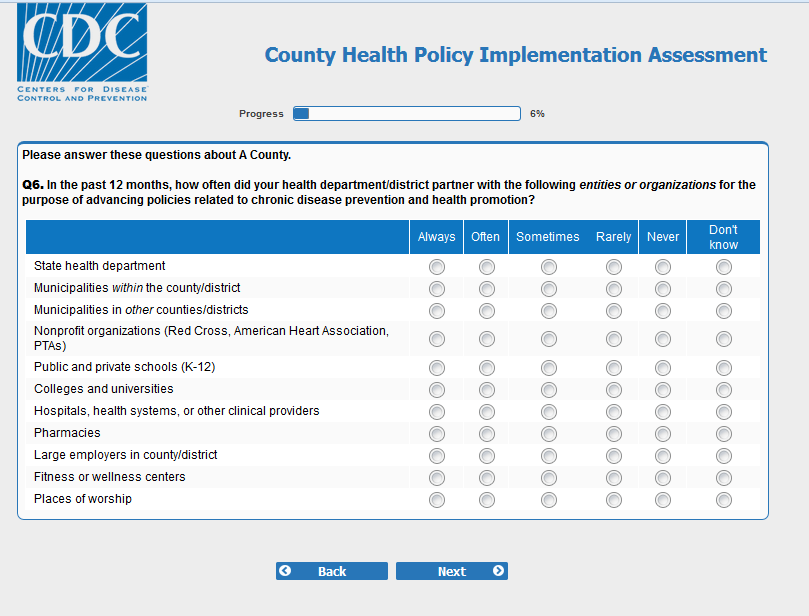 CDC
CENTERS FOR DISEASE
CONTROL AND PREVENTION
County Health Policy Implementation Assessment
Progress 6%
Please answer these questions about A County.
Q6. In the past 12 months, how often did your health department/district partner with the following entities or organizations for the
purpose of advancing policies related to chronic disease prevention and health promotion?
Always Often Sometimes Rarely Never Don't
know
State health department
Municipalities within the county/district
Municipalities in other counties/districts
Nonprofit organizations (Red Cross, American Heart Association,
PTAs)
Public and private schools (K-12)
Colleges and universities
Hospitals, health systems, or other clinical providers
Pharmacies
Large employers in county/district
Fitness or wellness centers
Places of worship
Back Next